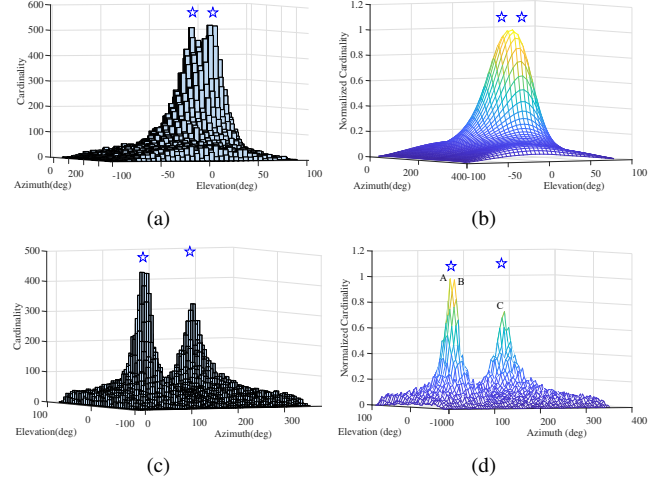 600
500
400
300
200
100
0
Cardinality
0
200
-100
-50
0
50
100
Azimuth(deg)
Elevation(deg)
(a)
1.2
1
0.8
0.6
0.4
0.2
0
Normalized Cardinality
0
200
400-100
-50
0
50
100
Azimuth(deg)
Elevation(deg)
(b)
500
400
300
200
100
0
Cardinality
100
0
-100
0
100
200
300
Elevation(deg)
Azimuth(deg)
(c)
1.2
1
0.8
0.6
0.4
0.2
0
Normalized Cardinality
A
B
C
100
0
-1000
100
200
300
400
Elevation (deg)
Azimuth (deg)
(d)